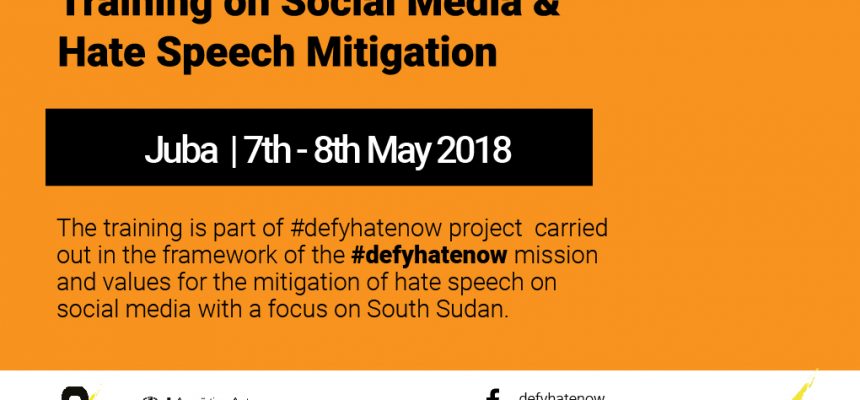 Training on Social Media &
Hate Speech Mitigation
Juba | 7th - 8th May 2018
The training is part of #defyhatenow project carried
out in the framework of the #defyhatenow mission
and values for the mitigation of hate speech on
social media with a focus on South Sudan.
defyhatenow